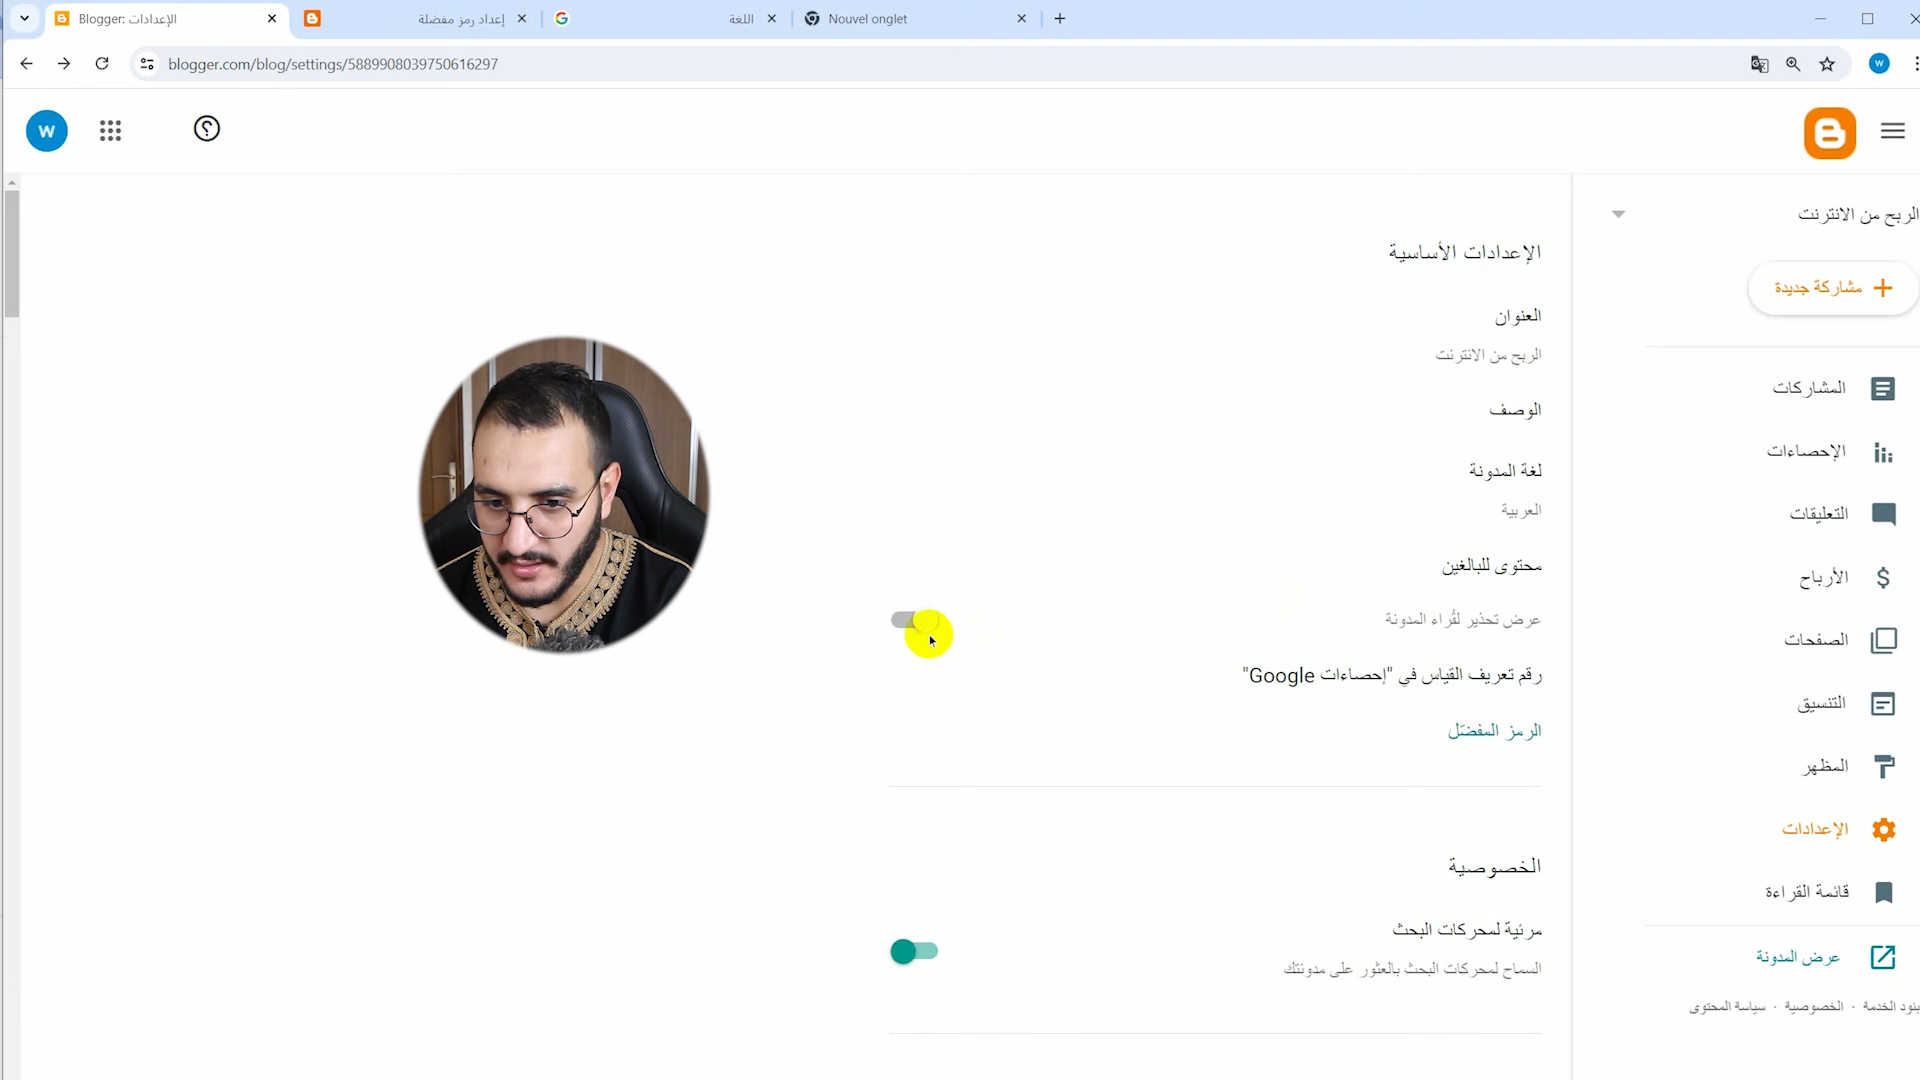 Blogger: الإعدادات
إعداد رمز مفضلة
اللغة
Nouvel onglet
blogger.com/blog/settings/5889908039750616297
w
W
الربح من الانترنت
مشاركة جديدة
المشاركات
الإحصاءات
التعليقات
الأرباح
الصفحات
التنسيق
المظهر
الإعدادات
قائمة القراءة
عرض المدونة
بنود الخدمة · الخصوصية · سياسة المحتوى
الإعدادات الأساسية
العنوان
الربح من الانترنت
الوصف
لغة المدونة
العربية
محتوى للبالغين
عرض تحذير لقُراء المدونة
رقم تعريف القياس في "إحصاءات Google"
الرمز المفضّل
الخصوصية
مرئية لمحركات البحث
السماح لمحركات البحث بالعثور على مدونتك